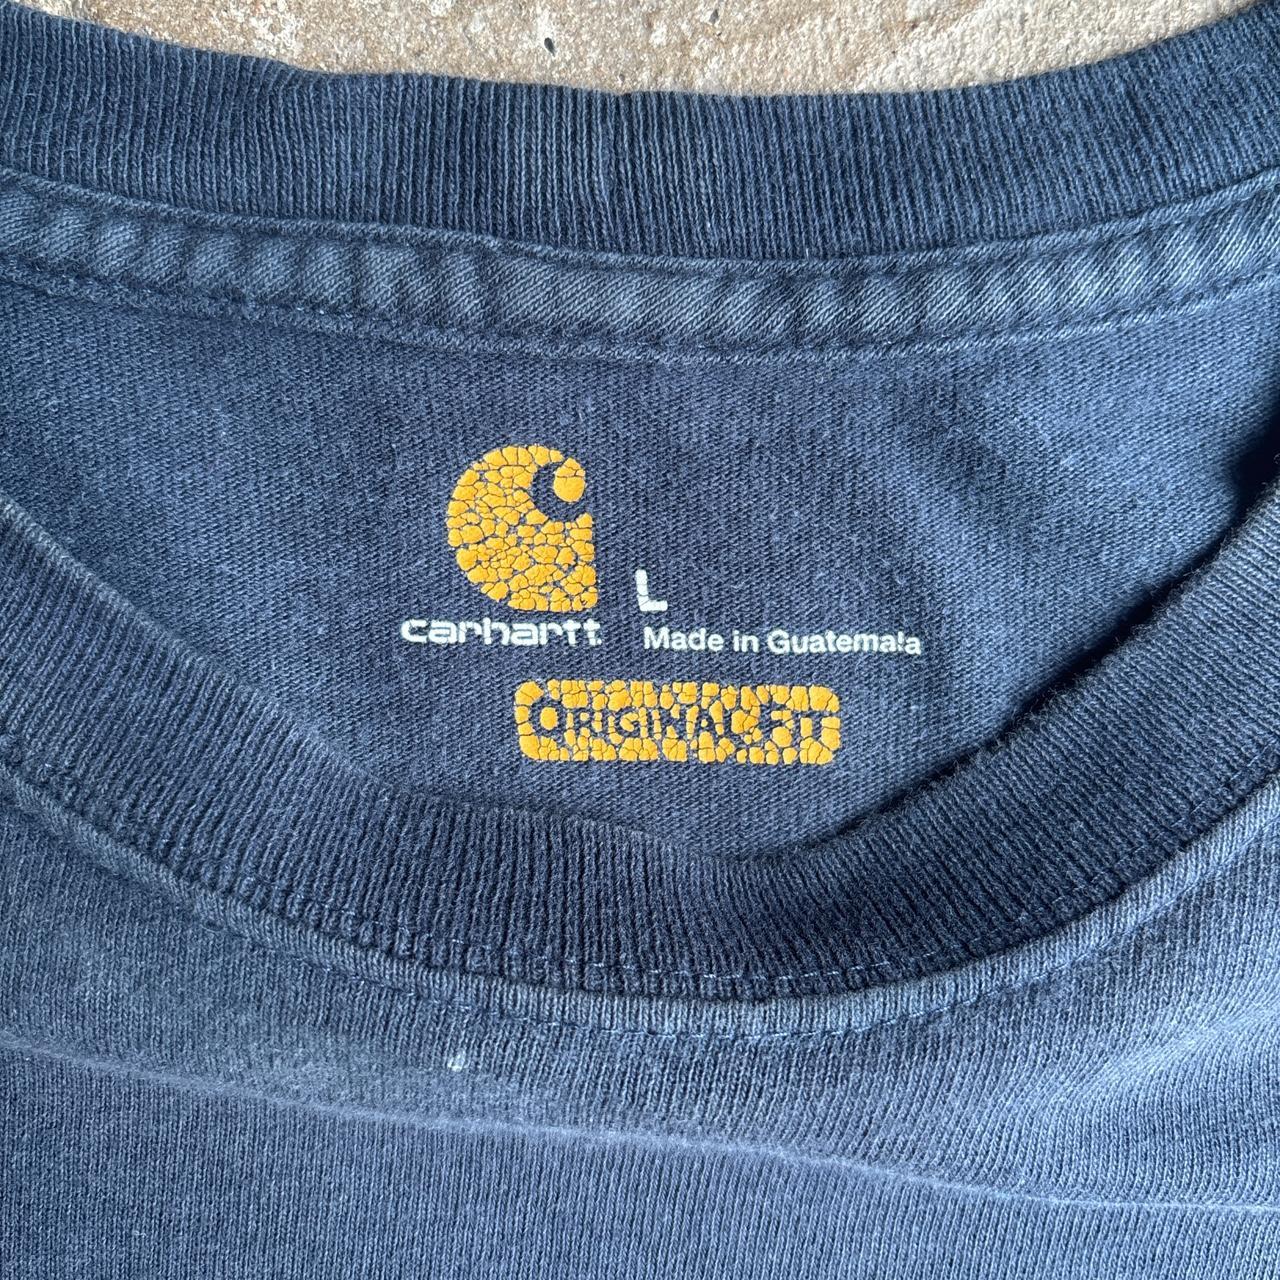 L
carhartt
Made in Guatemala
ORIGINAL FIT